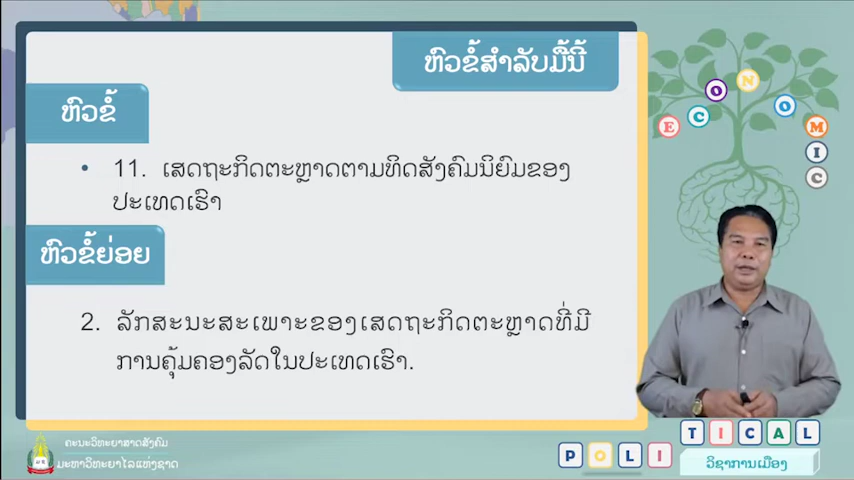 ຫົວຂໍ້ສຳລັບມື້ນີ້
ຫົວຂໍ້
• 11. ເສດຖະກິດຕະຫຼາດຕາມທິດສັງຄົມນິຍົມຂອງ
ປະເທດເຮົາ
ຫົວຂໍ້ຍ່ອຍ
2. ລັກສະນະສະເພາະຂອງເສດຖະກິດຕະຫຼາດທີ່ມີ
ການຄຸ້ມຄອງລັດໃນປະເທດເຮົາ.
ECONOMIC
POLITICAL
ວິຊາການເມືອງ
ຄະນະວິທະຍາສາດສັງຄົມ
ມະຫາວິທະຍາໄລແຫ່ງຊາດ